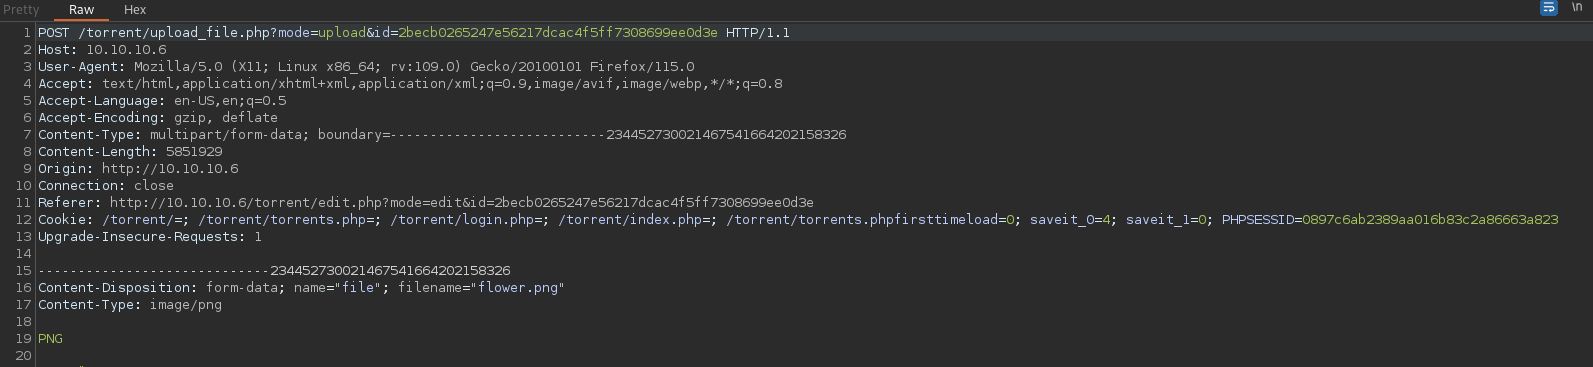 Pretty Raw Hex \n
1 POST /torrent/upload_file.php?mode=upload&id=2becb0265247e56217dcac4f5ff7308699ee0d3e HTTP/1.1
2 Host: 10.10.10.6
3 User-Agent: Mozilla/5.0 (X11; Linux x86_64; rv:109.0) Gecko/20100101 Firefox/115.0
4 Accept: text/html,application/xhtml+xml,application/xml;q=0.9,image/avif,image/webp,*/*;q=0.8
5 Accept-Language: en-US,en;q=0.5
6 Accept-Encoding: gzip, deflate
7 Content-Type: multipart/form-data; boundary=---------------------------234452730021467541664202158326
8 Content-Length: 5851929
9 Origin: http://10.10.10.6
10 Connection: close
11 Referer: http://10.10.10.6/torrent/edit.php?mode=edit&id=2becb0265247e56217dcac4f5ff7308699ee0d3e
12 Cookie: /torrent/=; /torrent/torrents.php=; /torrent/login.php=; /torrent/index.php=; /torrent/torrents.phpfirsttimeload=0; saveit_0=4; saveit_1=0; PHPSESSID=0897c6ab2389aa016b83c2a86663a823
13 Upgrade-Insecure-Requests: 1
14
15 -----------------------------234452730021467541664202158326
16 Content-Disposition: form-data; name="file"; filename="flower.png"
17 Content-Type: image/png
18
19 PNG
20